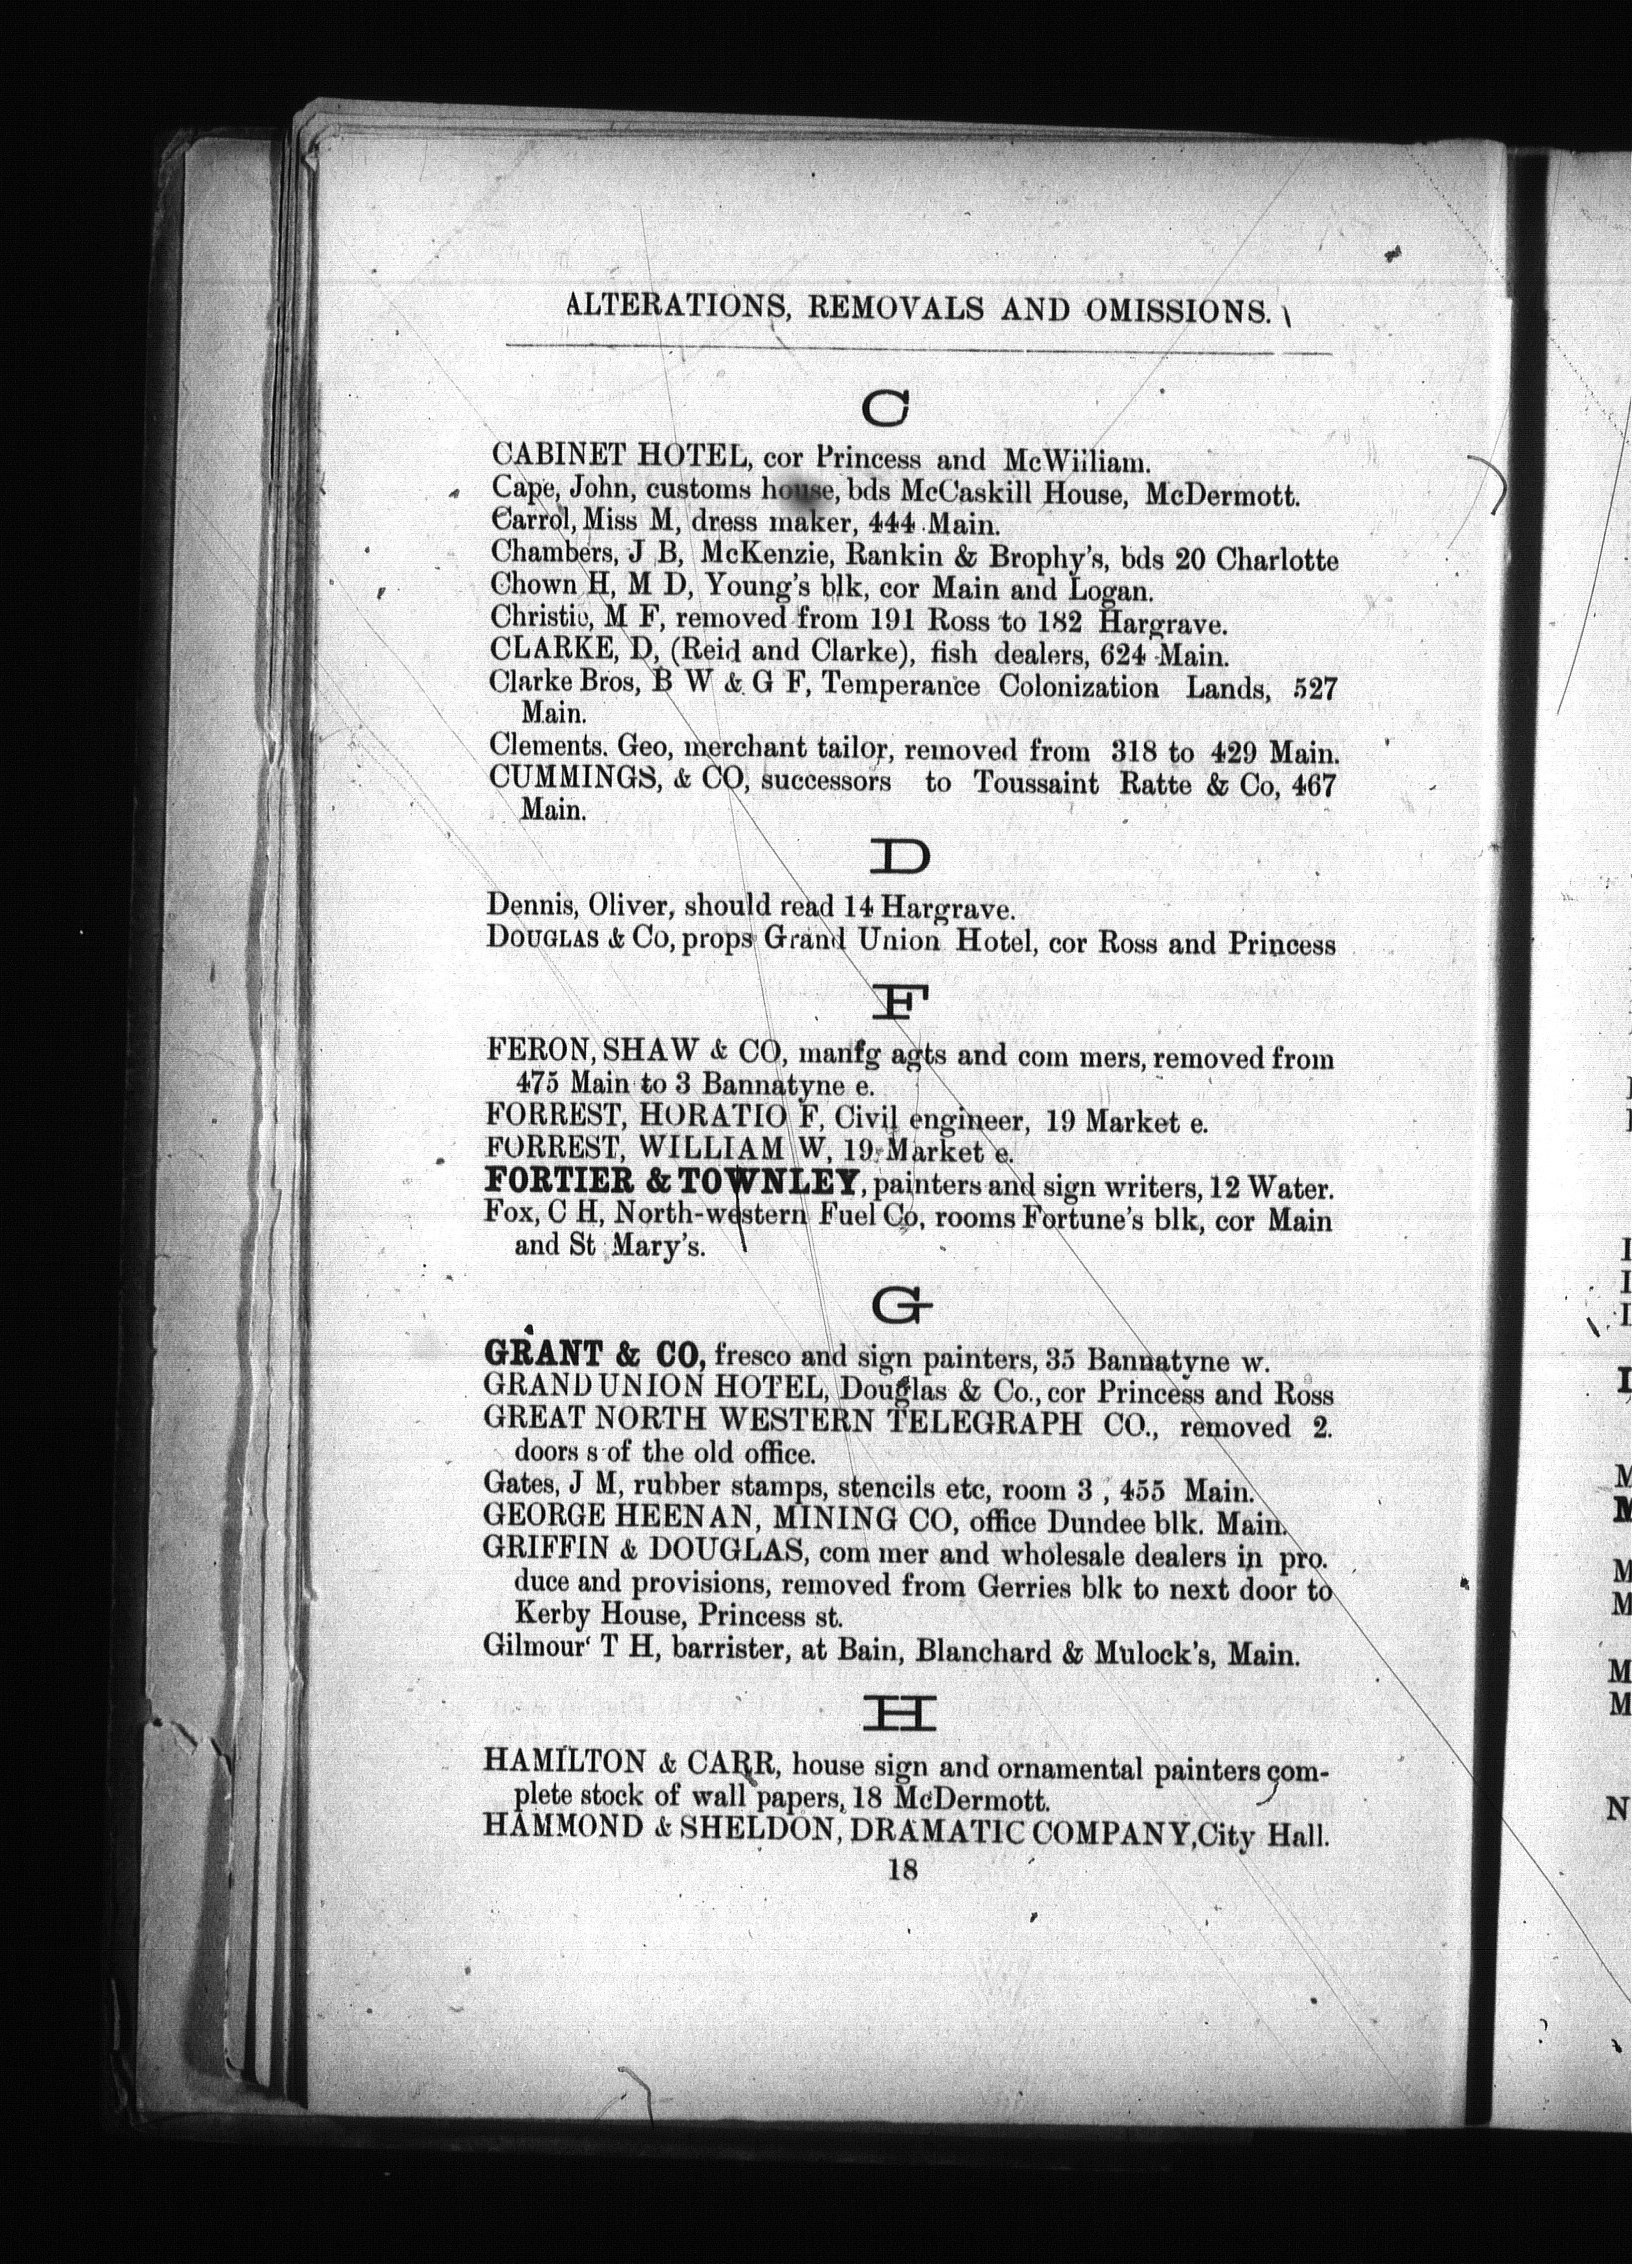 ALTERATIONS, REMOVALS AND OMISSIONS.
C
CABINET HOTEL, cor Princess and McWilliam.
Cape, John, customs house, bds McCaskill House, McDermott.
Carrol, Miss M, dress maker, 444 Main.
Chambers, J B, McKenzie, Rankin & Brophy's, bds 20 Charlotte
Chown H, M D, Young's blk, cor Main and Logan.
Christie, M F, removed from 191 Ross to 182 Hargrave.
CLARKE, D, (Reid and Clarke), fish dealers, 624 Main.
Clarke Bros, B W & G F, Temperance Colonization Lands, 527
Main.
Clements. Geo, merchant tailor, removed from 318 to 429 Main.
CUMMINGS, & CO, successors to Toussaint Ratte & Co, 467
Main.
D
Dennis, Oliver, should read 14 Hargrave.
DOUGLAS & Co, props Grand Union Hotel, cor Ross and Princess
F
FERON, SHAW & CO, manfg agts and com mers, removed from
475 Main to 3 Bannatyne e.
FORREST, HORATIO F, Civil engineer, 19 Market e.
FORREST, WILLIAM W, 19 Market e.
FORTIER & TOWNLEY, painters and sign writers, 12 Water.
Fox, C H, North-western Fuel Co, rooms Fortune's blk, cor Main
and St Mary's.
G
GRANT & CO, fresco and sign painters, 35 Bannatyne w.
GRAND UNION HOTEL, Douglas & Co., cor Princess and Ross
GREAT NORTH WESTERN TELEGRAPH CO., removed 2.
doors s of the old office.
Gates, J M, rubber stamps, stencils etc, room 3, 455 Main.
GEORGE HEENAN, MINING CO, office Dundee blk. Main.
GRIFFIN & DOUGLAS, com mer and wholesale dealers in pro.
duce and provisions, removed from Gerries blk to next door to
Kerby House, Princess st.
Gilmour' T H, barrister, at Bain, Blanchard & Mulock's, Main.
H
HAMILTON & CARR, house sign and ornamental painters com-
plete stock of wall papers, 18 McDermott.
HAMMOND & SHELDON, DRAMATIC COMPANY, City Hall.
18